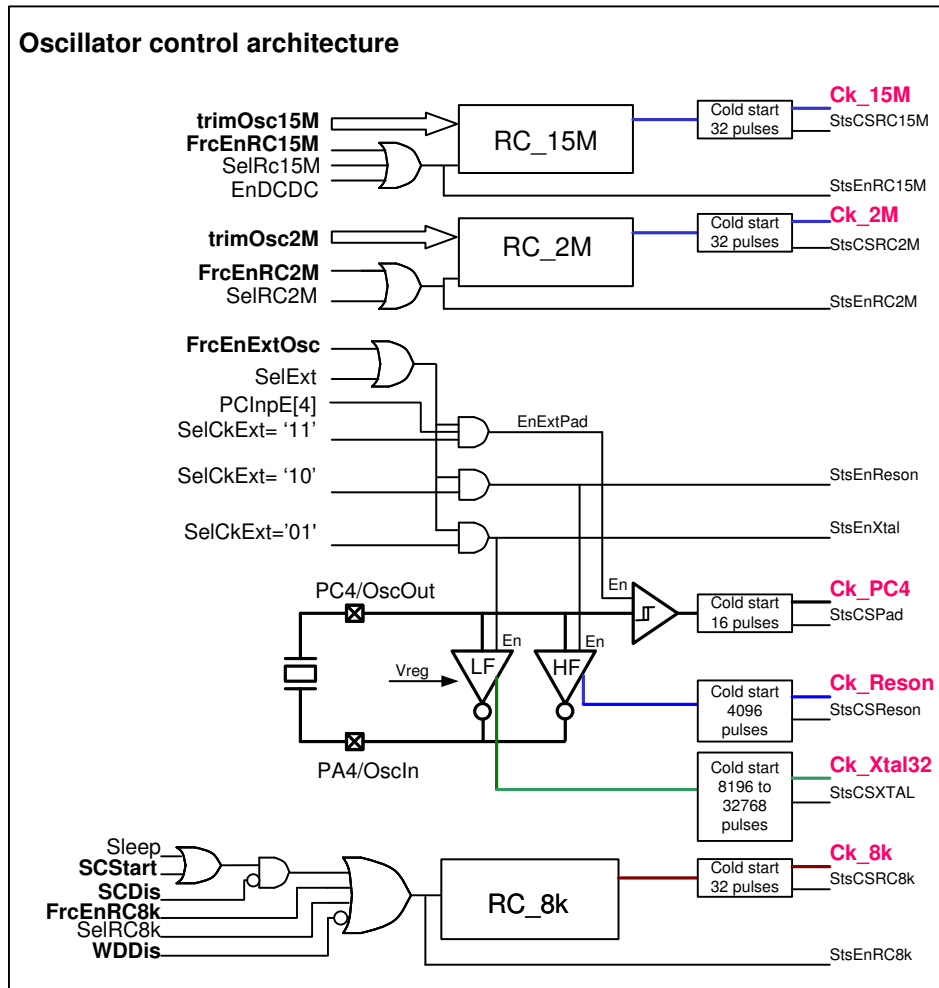 Oscillator control architecture
trimOsc15M
FrcEnRC15M
SelRc15M
EnDCDC
RC_15M
Cold start
32 pulses
Ck_15M
StsCSRC15M
StsEnRC15M
trimOsc2M
FrcEnRC2M
SelRC2M
RC_2M
Cold start
32 pulses
Ck_2M
StsCSRC2M
StsEnRC2M
FrcEnExtOsc
SelExt
PCInpE[4]
SelCkExt= ‘11’
EnExtPad
SelCkExt= ‘10’
StsEnReson
SelCkExt='01'
StsEnXtal
PC4/OscOut
En
En
En
LF
HF
Vreg
PA4/OscIn
Cold start
16 pulses
Ck_PC4
StsCSPad
Cold start
4096
pulses
Ck_Reson
StsCSReson
Cold start
8196 to
32768
pulses
Ck_Xtal32
StsCSXTAL
Sleep
SCStart
SCDis
FrcEnRC8k
SelRC8k
WDDis
RC_8k
Cold start
32 pulses
Ck_8k
StsCSRC8k
StsEnRC8k